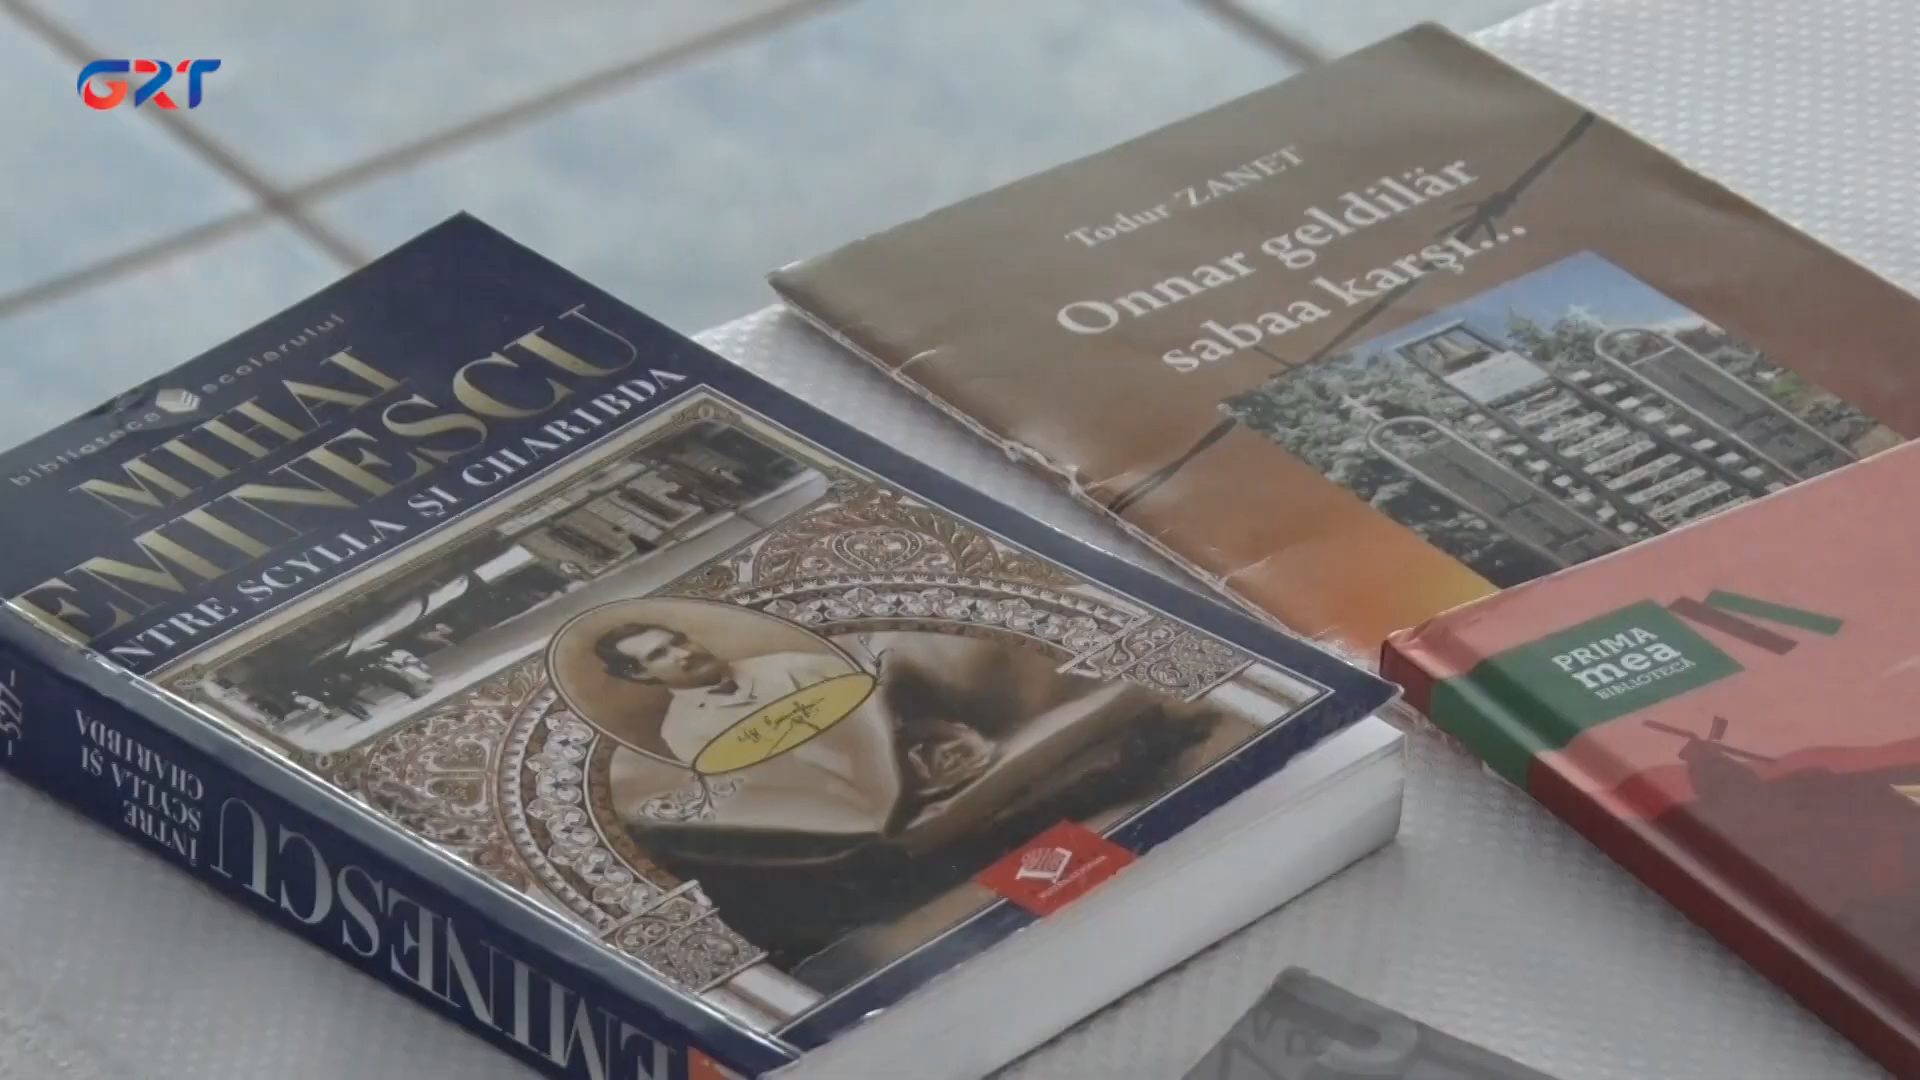 GRT
biblioteca școlarului
MIHAI
EMINESCU
ÎNTRE SCYLLA ȘI CHARIBDA
-527-
ÎNTRE
SCYLLA ȘI
CHARIBDA
EMINESCU
Todur ZANET
Onnar geldilär
sabaa karşı...
PRIMA
mea
BIBLIOTECĂ